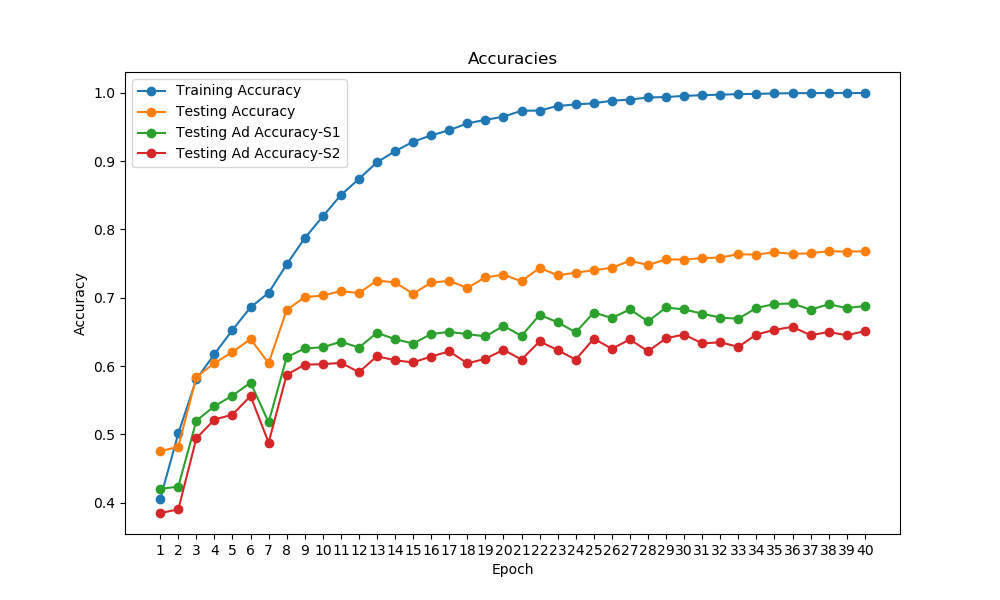 Accuracies
Training Accuracy
Testing Accuracy
Testing Ad Accuracy-S1
Testing Ad Accuracy-S2
1.0
0.9
0.8
0.7
0.6
0.5
0.4
Accuracy
1 2 3 4 5 6 7 8 9 10 11 12 13 14 15 16 17 18 19 20 21 22 23 24 25 26 27 28 29 30 31 32 33 34 35 36 37 38 39 40
Epoch